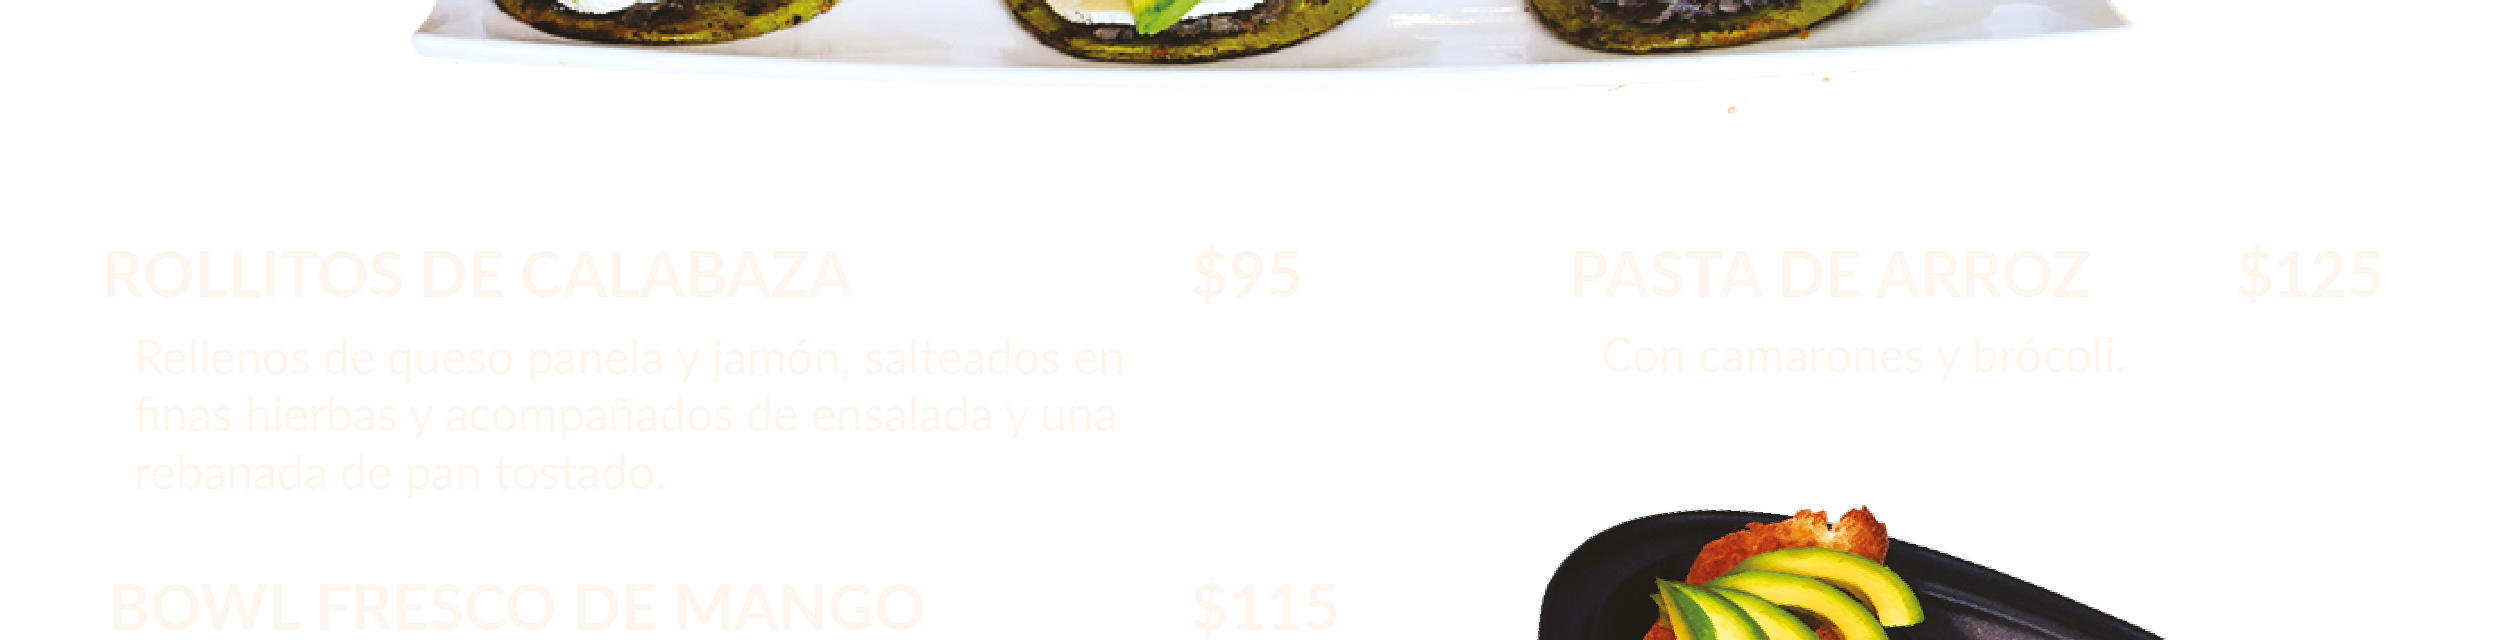 ROLLITOS DE CALABAZA $95
Rellenos de queso panela y jamón, salteados en
finas hierbas y acompañados de ensalada y una
rebanada de pan tostado.
BOWL FRESCO DE MANGO $115
PASTA DE ARROZ $125
Con camarones y brócoli.